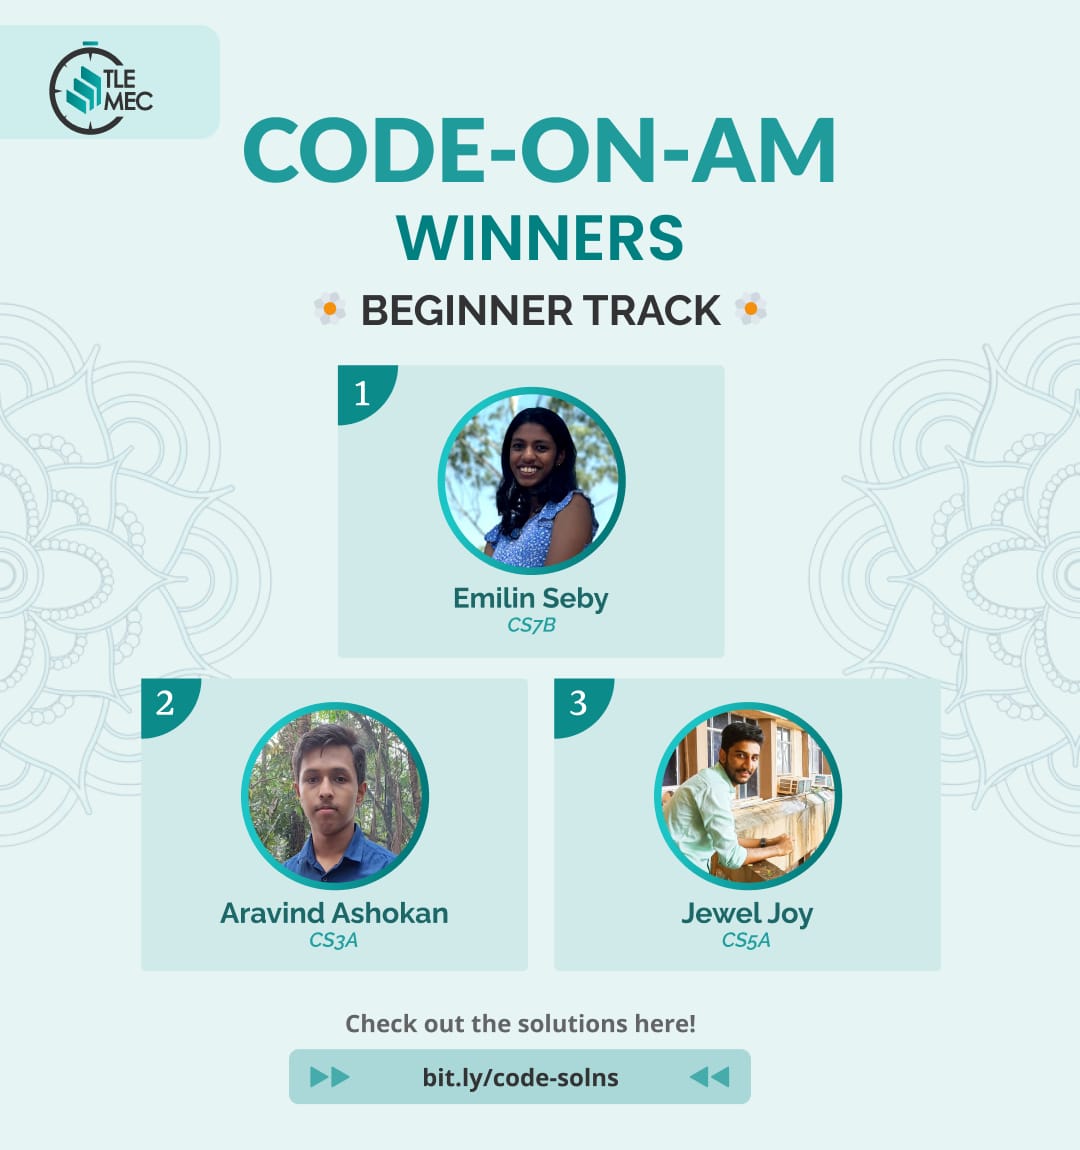 TLE
MEC
CODE-ON-AM
WINNERS
BEGINNER TRACK
1
Emilin Seby
CS7B
2
Aravind Ashokan
CS3A
3
Jewel Joy
CS5A
Check out the solutions here!
bit.ly/code-solns